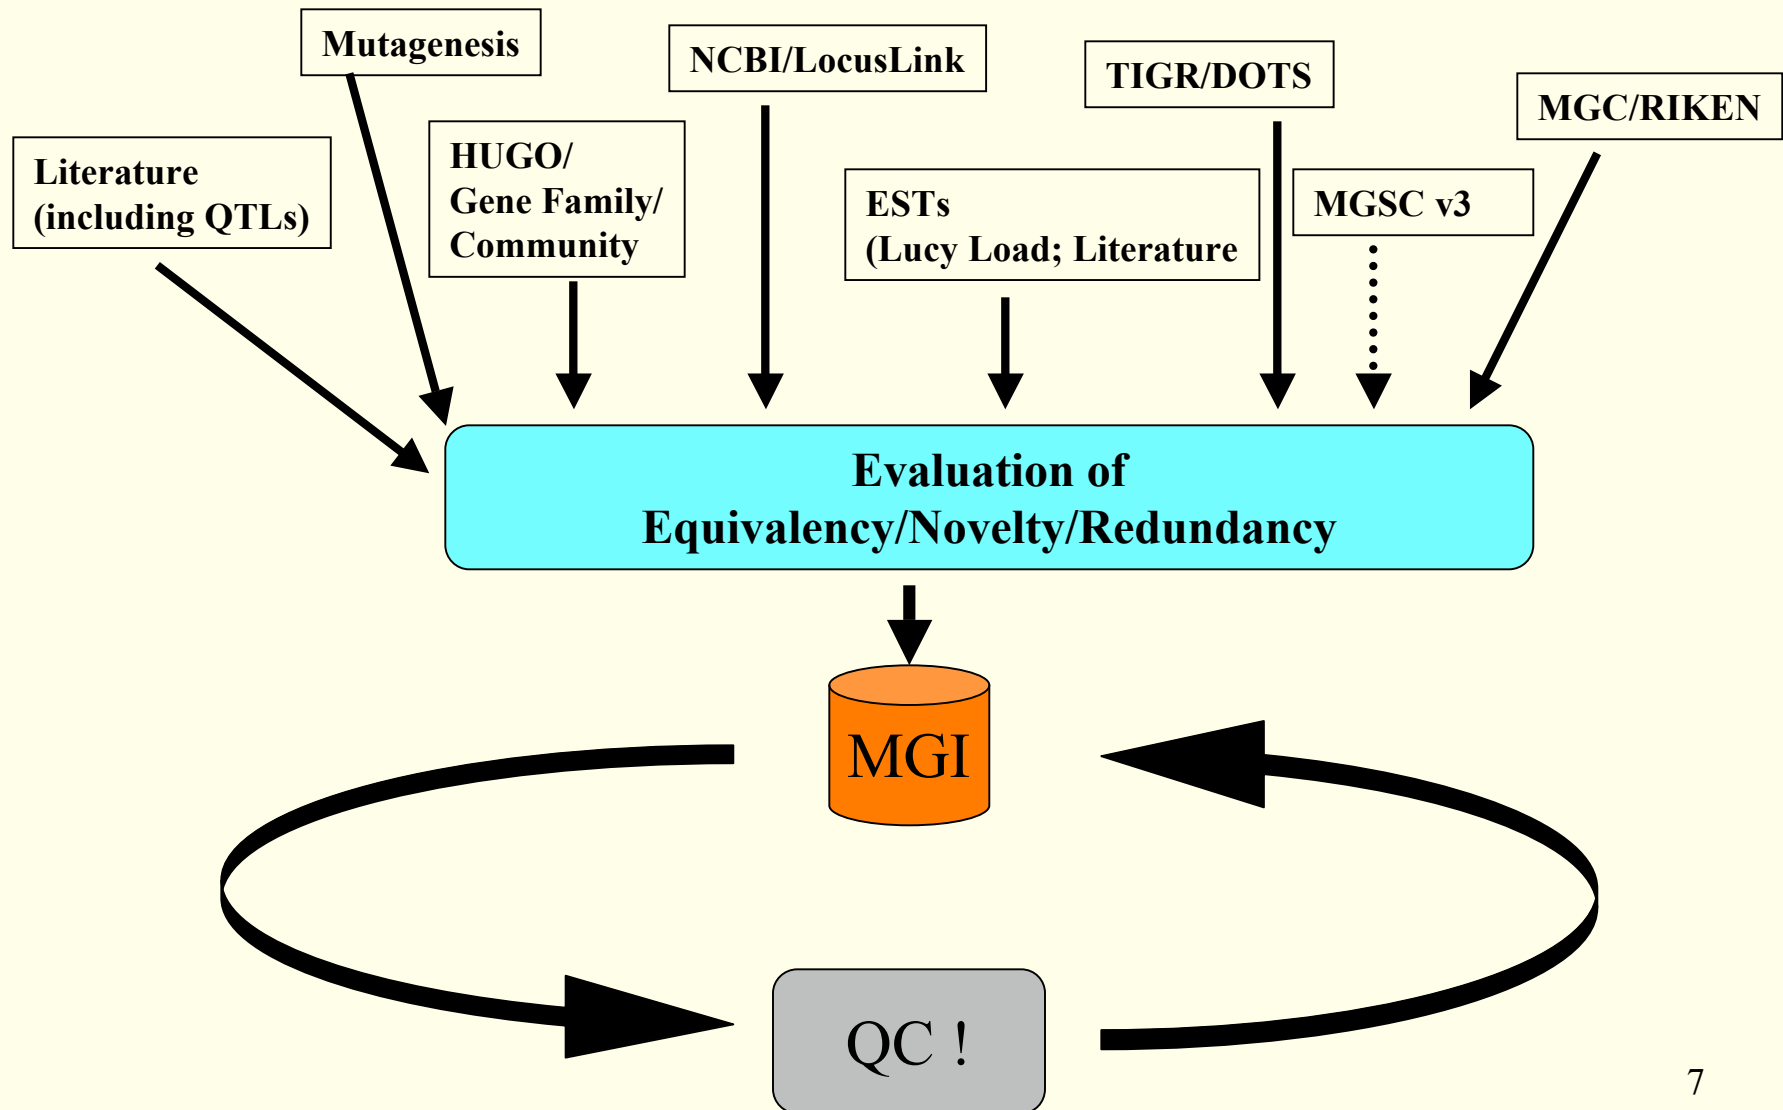 Mutagenesis
NCBI/LocusLink
TIGR/DOTS
MGC/RIKEN
Literature
(including QTLs)
HUGO/
Gene Family/
Community
ESTs
(Lucy Load; Literature
MGSC v3
Evaluation of
Equivalency/Novelty/Redundancy
MGI
QC !
7